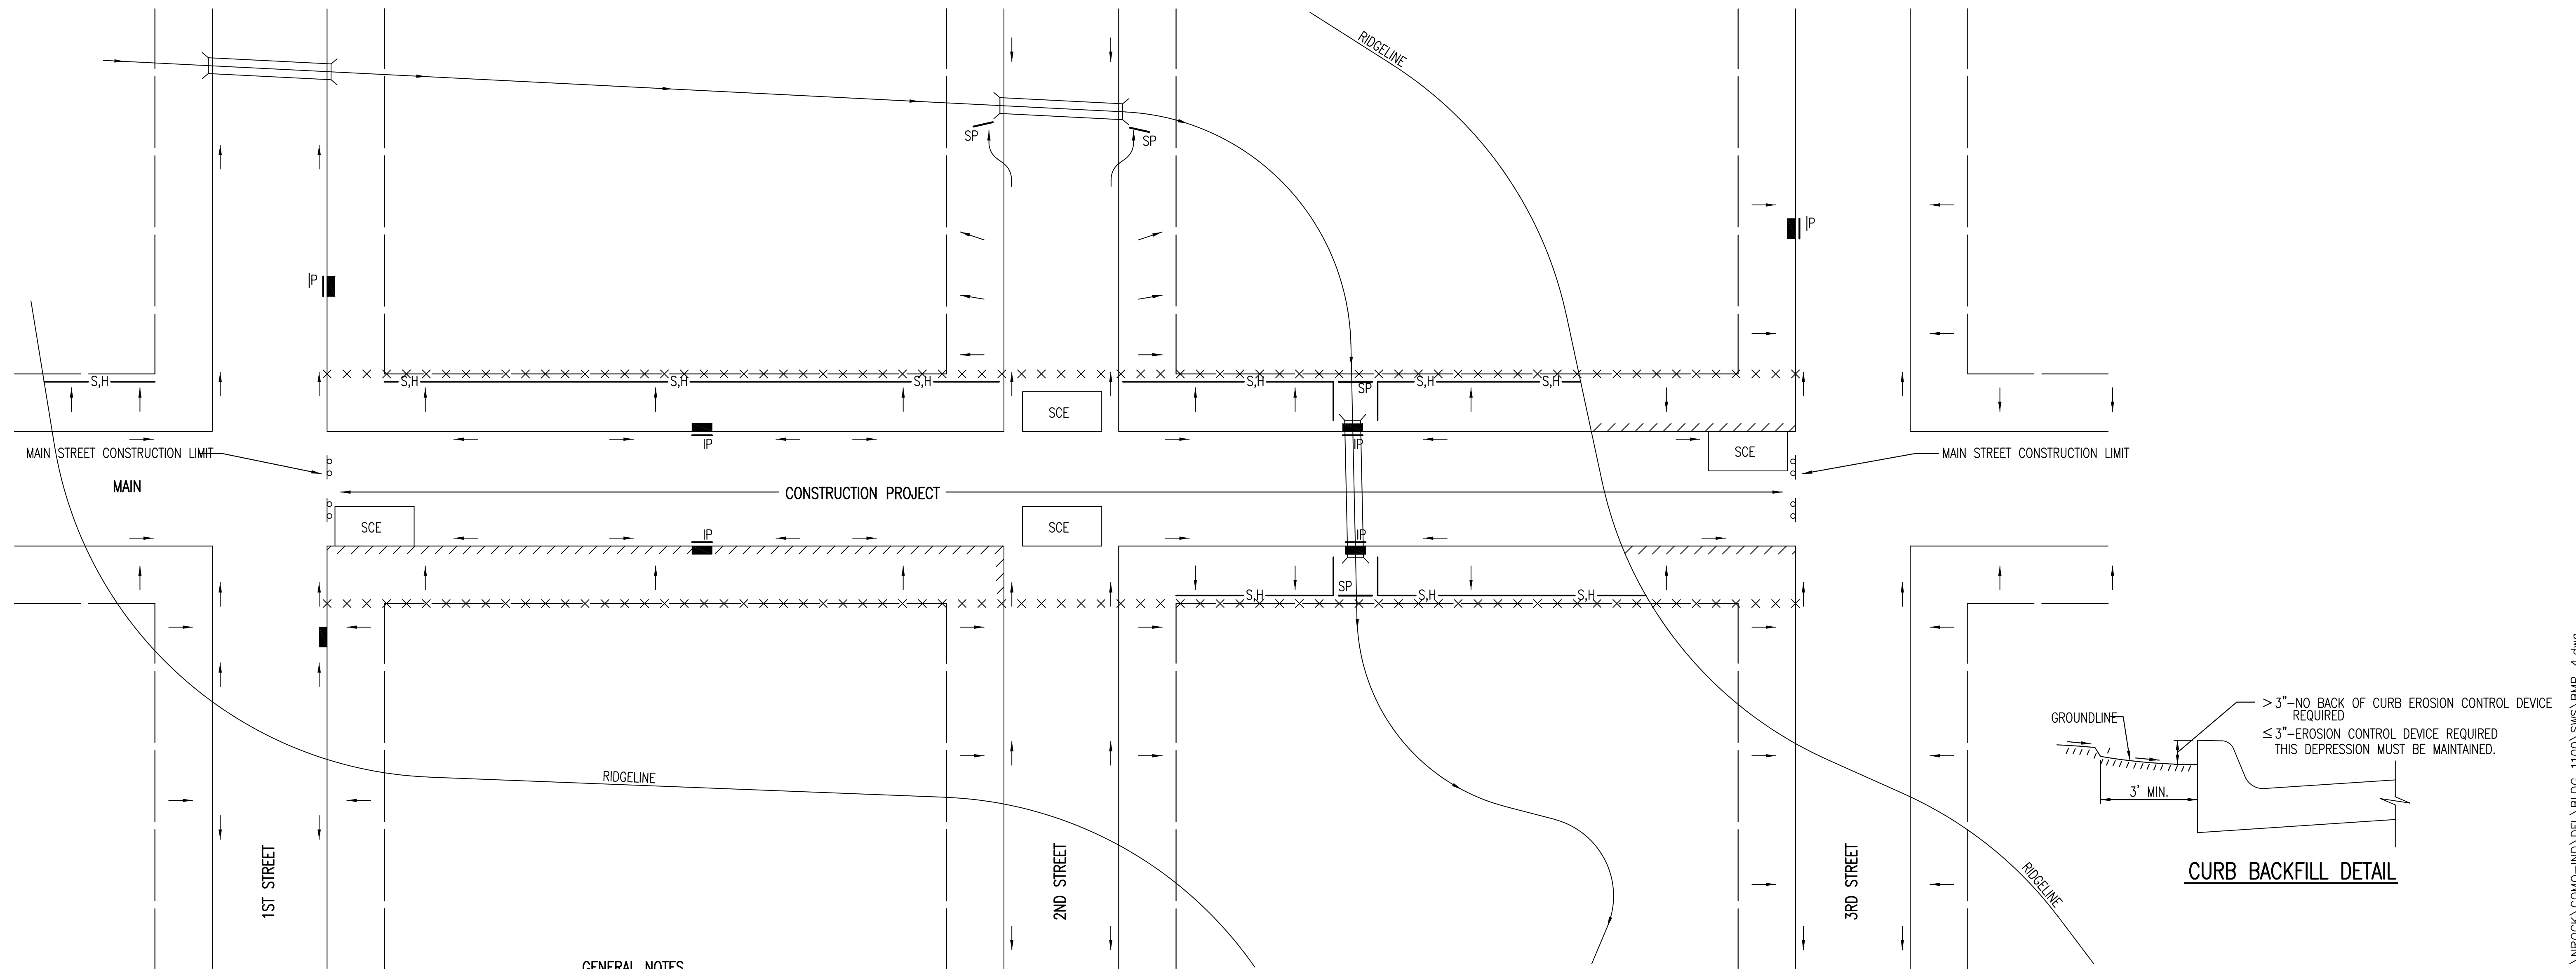 RIDGELINE
SP
SP
IP
IP
S,H
S,H
S,H
S,H
S,H
SP
S,H
S,H
SCE
MAIN STREET CONSTRUCTION LIMIT
IP
IP
SCE
MAIN STREET CONSTRUCTION LIMIT
MAIN
CONSTRUCTION PROJECT
SCE
IP
SCE
IP
SP
S,H
S,H
S,H
RIDGELINE
GROUNDLINE
> 3"-NO BACK OF CURB EROSION CONTROL DEVICE
REQUIRED
≤ 3"-EROSION CONTROL DEVICE REQUIRED
THIS DEPRESSION MUST BE MAINTAINED.
3' MIN.
CURB BACKFILL DETAIL
1ST STREET
2ND STREET
3RD STREET
RIDGELINE
GENERAL NOTES